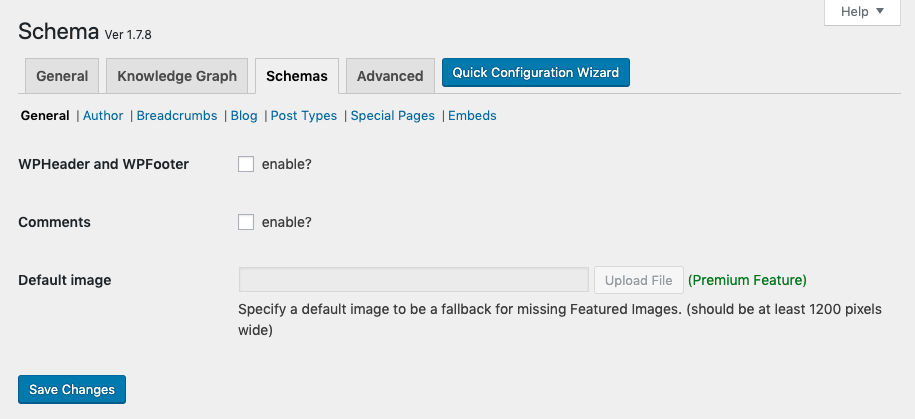 Help ▼
Schema Ver 1.7.8
General Knowledge Graph Schemas Advanced Quick Configuration Wizard
General | Author | Breadcrumbs | Blog | Post Types | Special Pages | Embeds
WPHeader and WPFooter enable?
Comments enable?
Default image Upload File (Premium Feature)
Specify a default image to be a fallback for missing Featured Images. (should be at least 1200 pixels
wide)
Save Changes